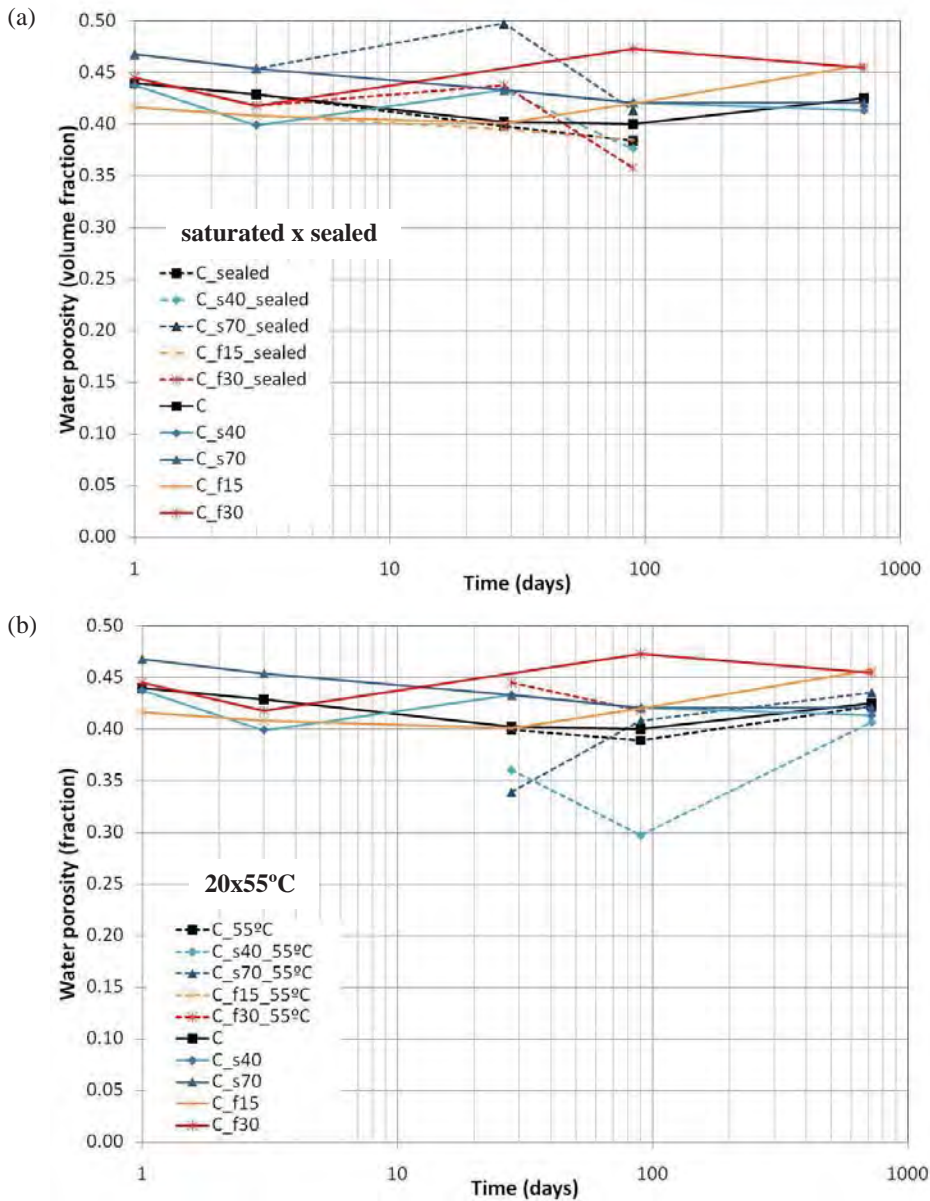 (a)
0.50
0.45
0.40
0.35
0.30
0.25
0.20
0.15
0.10
0.05
0.00
Water porosity (volume fraction)
saturated x sealed
C_sealed
C_s40_sealed
C_s70_sealed
C_f15_sealed
C_f30_sealed
C
C_s40
C_s70
C_f15
C_f30
1 10 100 1000
Time (days)
(b)
0.50
0.45
0.40
0.35
0.30
0.25
0.20
0.15
0.10
0.05
0.00
Water porosity (fraction)
20x55ºC
C_55ºC
C_s40_55ºC
C_s70_55ºC
C_f15_55ºC
C_f30_55ºC
C
C_s40
C_s70
C_f15
C_f30
1 10 100 1000
Time (days)